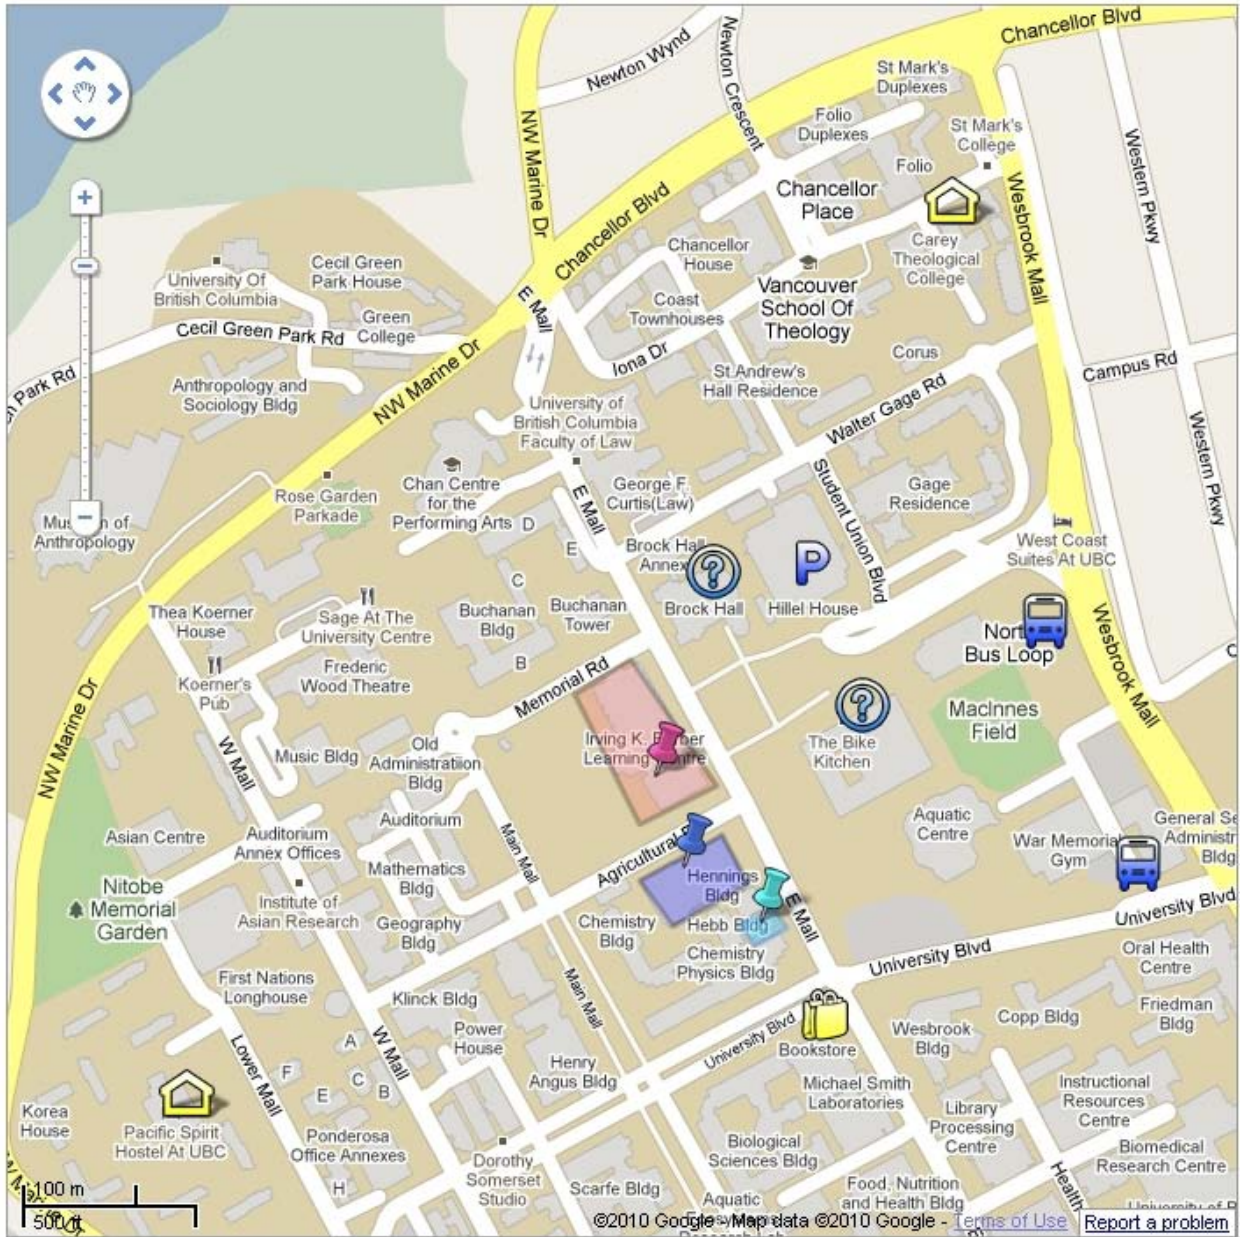 Chancellor Blvd
Newton Wynd
Newton Crescent
St Mark's
Duplexes
Folio
Duplexes
St Mark's
College
Folio
NW Marine Dr
Western Pkwy
Wesbrook Mall
Chancellor
Place
Chancellor Blvd
Chancellor
House
Carey
Theological
College
University Of
British Columbia
Cecil Green
Park House
Vancouver
School Of
Theology
Coast
Townhouses
E Mall
Green
College
Cecil Green Park Rd
Iona Dr
Corus
Campus Rd
Park Rd
Anthropology and
Sociology Bldg
NW Marine Dr
St.Andrew's
Hall Residence
Walter Gage Rd
University of
British Columbia
Faculty of Law
Western Pkwy
Rose Garden
Parkade
Chan Centre
for the
Performing Arts
D
E Mall
George F.
Curtis(Law)
Student Union Blvd
Gage
Residence
of
Anthropology
E
Brock
Brock Hall
Hillel House
P
West Coast
Suites At UBC
C
Thea Koerner
House
Sage At The
University Centre
Buchanan
Bldg
Buchanan
Tower
Bus Loop
Wesbrook Mall
B
Koerner's
Pub
Frederic
Wood Theatre
Memorial Rd
NW Marine Dr
W Mall
Music Bldg
Old
Administratiion
Bldg
Irving K.
The Bike
Kitchen
MacInnes
Field
Asian Centre
Auditorium
Annex Offices
Auditorium
Main Mall
Agricultural
Aquatic
Centre
War Memorial
Gym
General
Bldg
Nitobe
Memorial
Garden
Institute of
Asian Research
Mathematics
Bldg
Geography
Bldg
Chemistry
Bldg
Hennings
Bldg
Hebb Bldg
E Mall
University Blvd
University Blvd
Chemistry
Physics Bldg
Oral Health
Centre
First Nations
Longhouse
Klinck Bldg
Main Mall
Power
House
W Mall
Lower Mall
A
F
C
E
B
Henry
Angus Bldg
University Blvd
Bookstore
Wesbrook
Bldg
Copp Bldg
Friedman
Bldg
Michael Smith
Laboratories
Library
Processing
Centre
Instructional
Resources
Centre
Korea
House
Pacific Spirit
Hostel At UBC
Ponderosa
Office Annexes
H
Dorothy
Somerset
Studio
Scarfe Bldg
Biological
Sciences Bldg
Food, Nutrition
and Health Bldg
Health
Biomedical
Research Centre
Aquatic
100 m
500 ft
©2010 Google - Map data ©2010 Google - Terms of Use
Report a problem